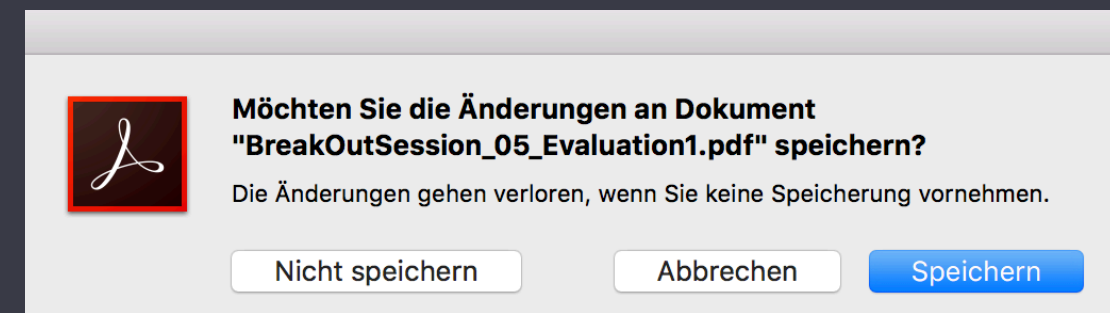 Möchten Sie die Änderungen an Dokument
"BreakOutSession_05_Evaluation1.pdf" speichern?
Die Änderungen gehen verloren, wenn Sie keine Speicherung vornehmen.
Nicht speichern Abbrechen Speichern